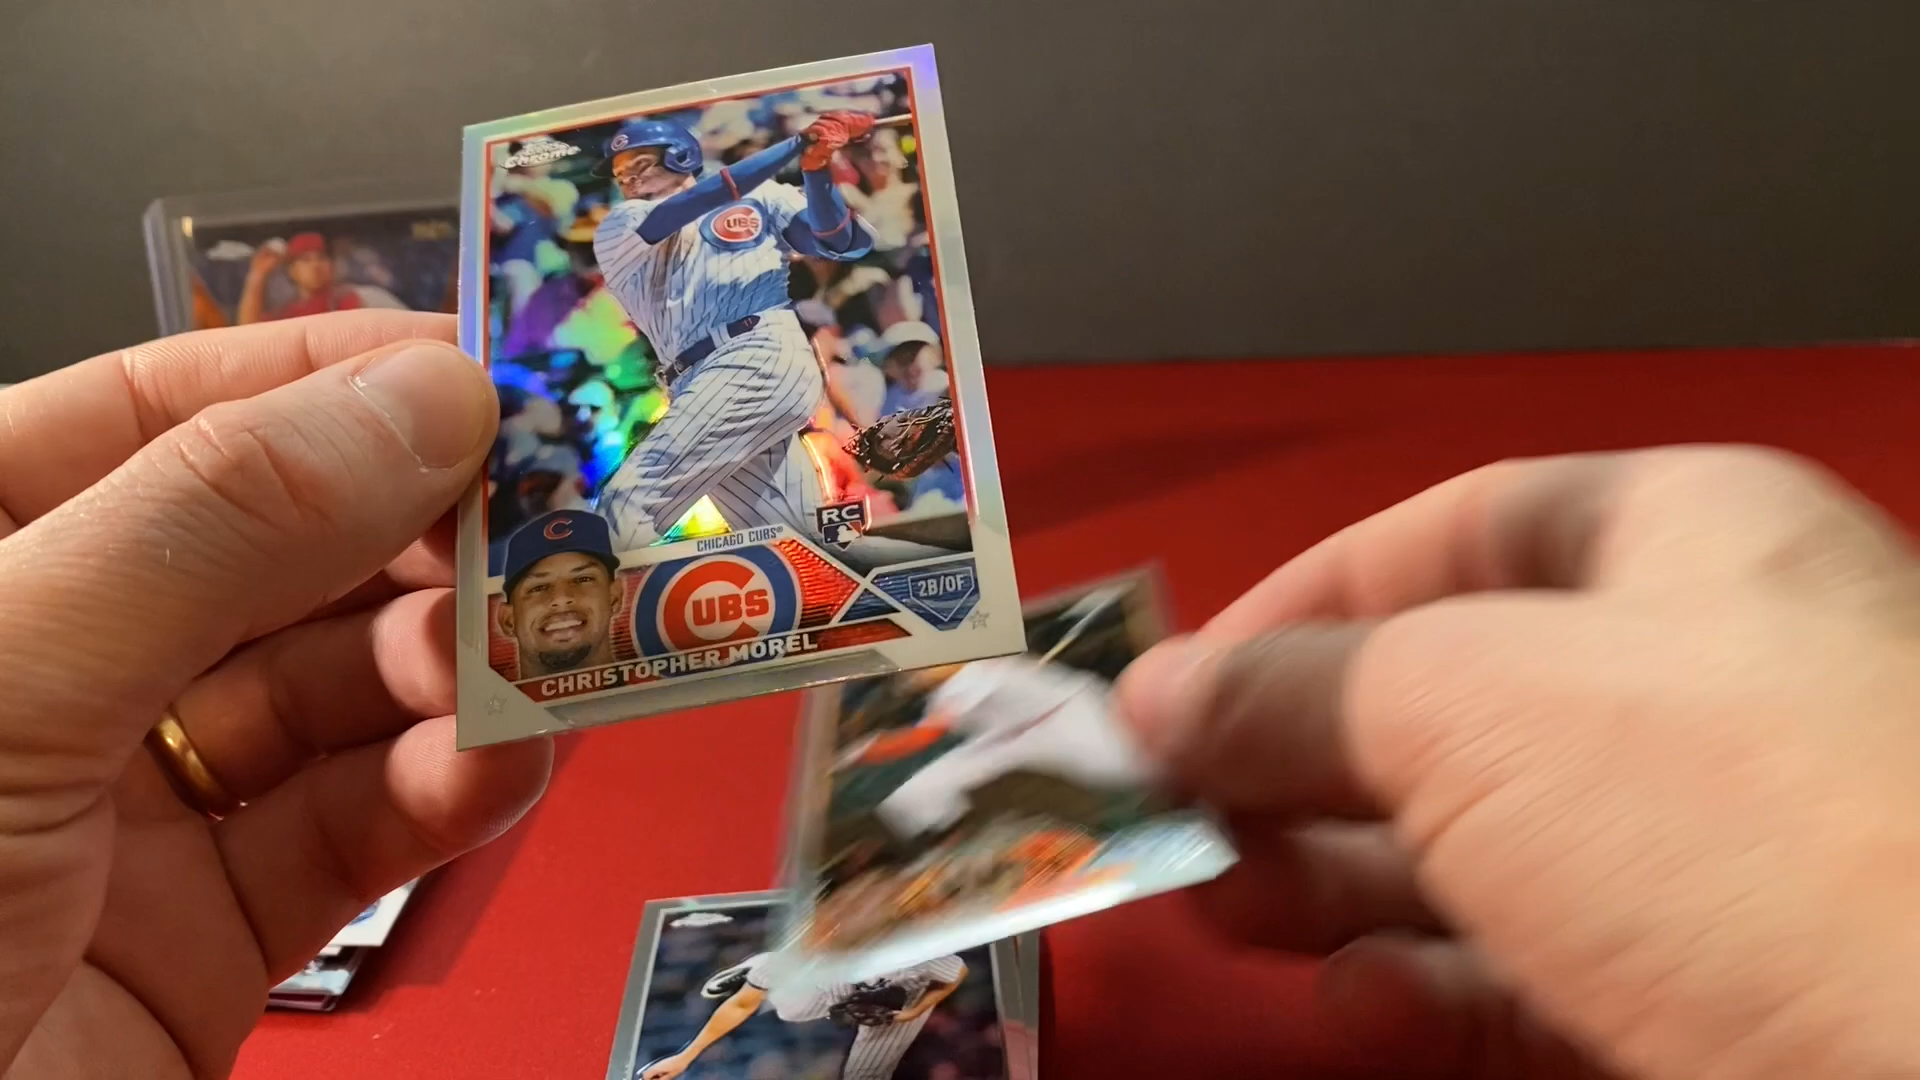 Chrome
C
CUBS
CHICAGO CUBS®
RC
C
CUBS
2B/OF
CHRISTOPHER MOREL